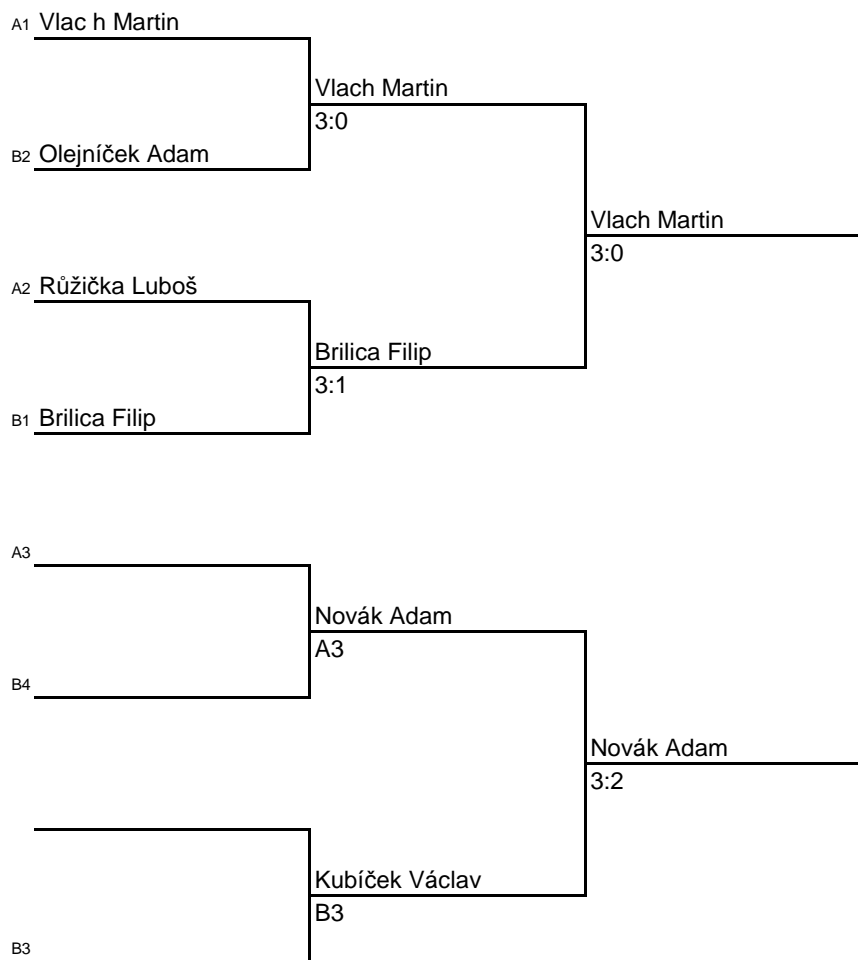 A1 Vlac h Martin
Vlach Martin
3:0
B2 Olejníček Adam
Vlach Martin
3:0
A2 Růžička Luboš
Brilica Filip
3:1
B1 Brilica Filip
A3
Novák Adam
A3
B4
Novák Adam
3:2
Kubíček Václav
B3
B3